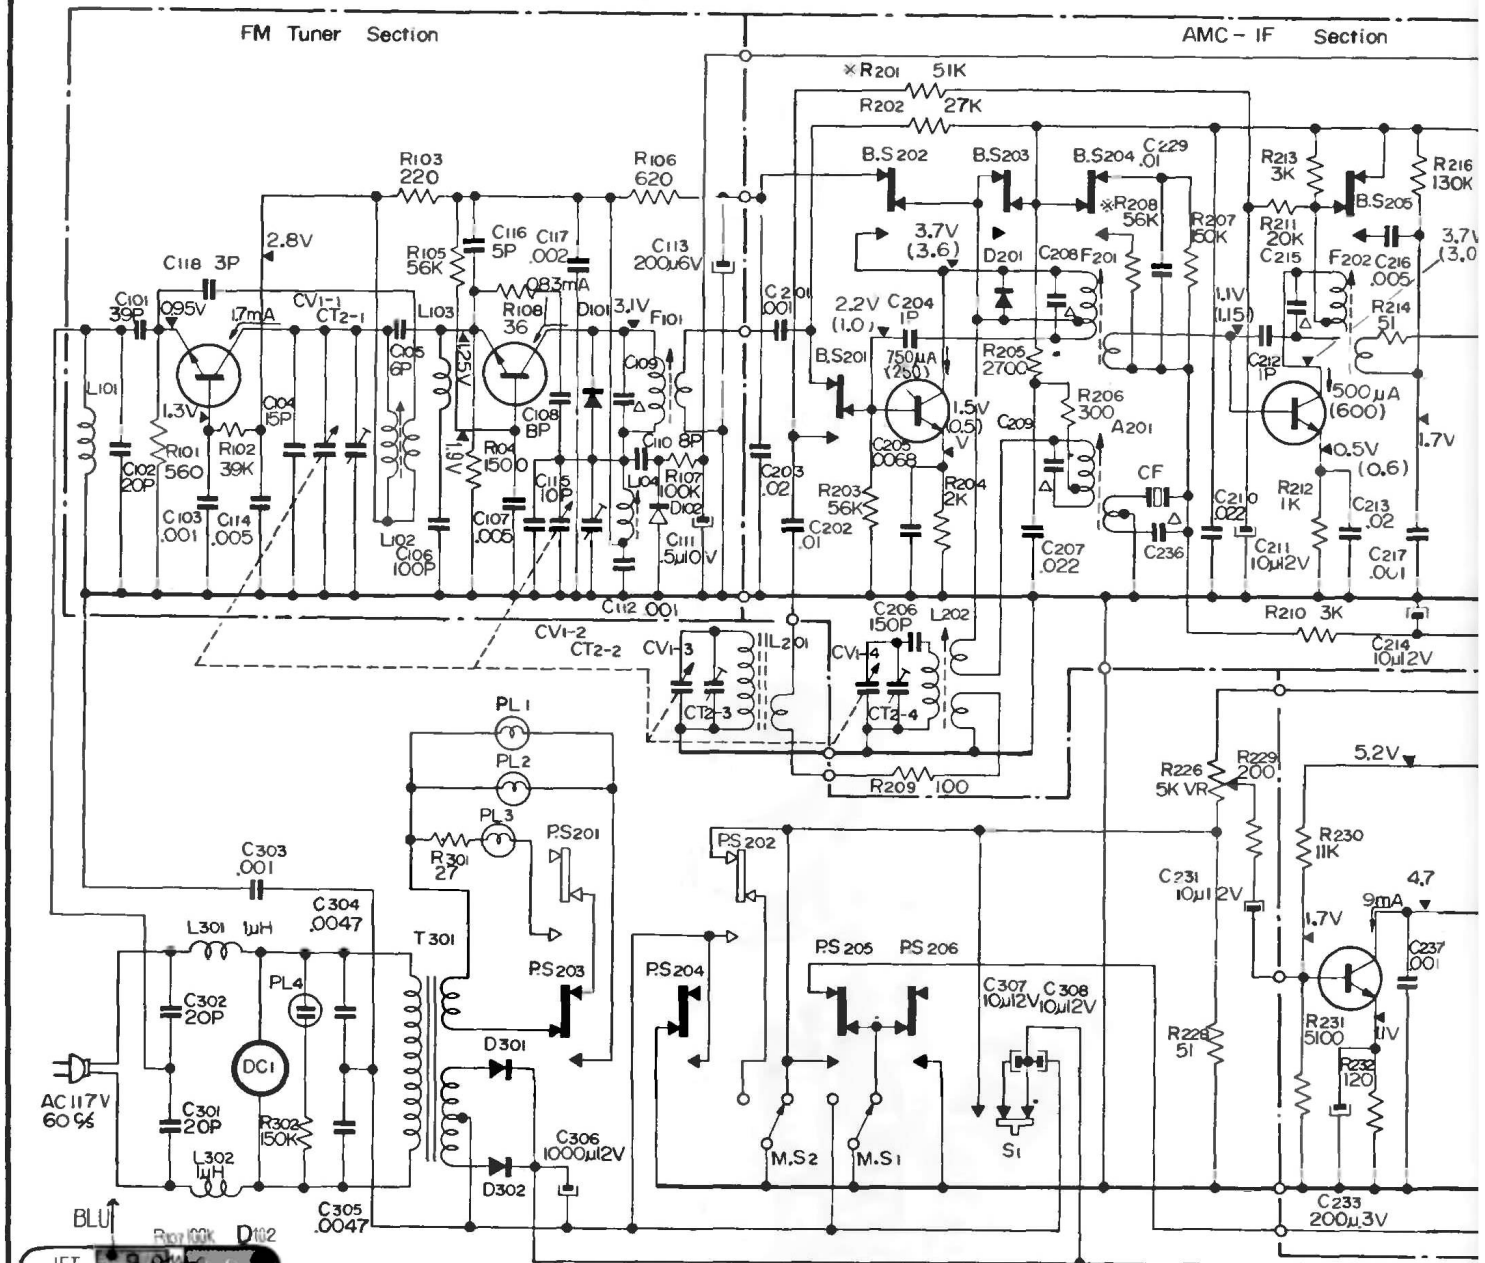 FM Tuner Section
AMC-IF Section
※R201 51K
R202 27K
R103
220
R106
620
B.S202
B.S203
B.S204
C229
.01
R213
3K
R216
130K
B.S205
※R208
56K
R207
R211
20K
C118 3P
2.8V
R105
56K
C116
5P
C117
.002
C113
200μ6V
3.7V
(3.6)
D201
C208
F201
C215
F202
C216
.005
3.7V
(3.0
C101
39P
0.95V
1.7mA
CV1-1
CT2-1
L103
R108
36
D101
3.1V
F101
C201
.001
2.2V
(1.0)
C204
1P
1.1V
(1.15)
R214
51
C105
6P
1.25V
C109
B.S201
750μA
(250)
R205
2700
C212
1P
500μA
(600)
L101
1.3V
C104
15P
C108
R206
300
A201
1.5V
(0.5)
C209
R101
560
R102
39K
1.9V
R104
1500
C110 8P
C205
.0068
1.7V
0.5V
(0.6)
C102
20P
C115
10P
L104
R107
100K
D102
C203
.02
R203
56K
R204
2K
CF
R212
1K
C210
.022
C213
.02
C103
.001
C114
.005
L102
C106
100P
C107
.005
C111
.5μ10V
C202
.01
C207
.022
C236
C211
10μ12V
C217
.001
C112 .001
C206
150P
L202
R210 3K
C214
10μ12V
CV1-2
CT2-2
CV1-3
L201
CV1-4
CT2-3
CT2-4
PL1
PL2
PL3
R209 100
R226
5K VR
R229
200
5.2V
P.S201
P.S202
R301
27
R230
11K
C303
.001
C231
10μ12V
4.7
9mA
1.7V
C304
.0047
L301 1μH
T301
P.S203
P.S204
P.S205
P.S206
C237
.001
C307
10μ12V
C308
10μ12V
PL4
C302
20P
R228
51
R231
5100
D301
DC1
R232
120
AC117V
60
C301
20P
R302
150K
C306
1000μ12V
M.S2
M.S1
S1
L302
1μH
D302
C305
.0047
C233
200μ3V
BLU
R107 100K D102